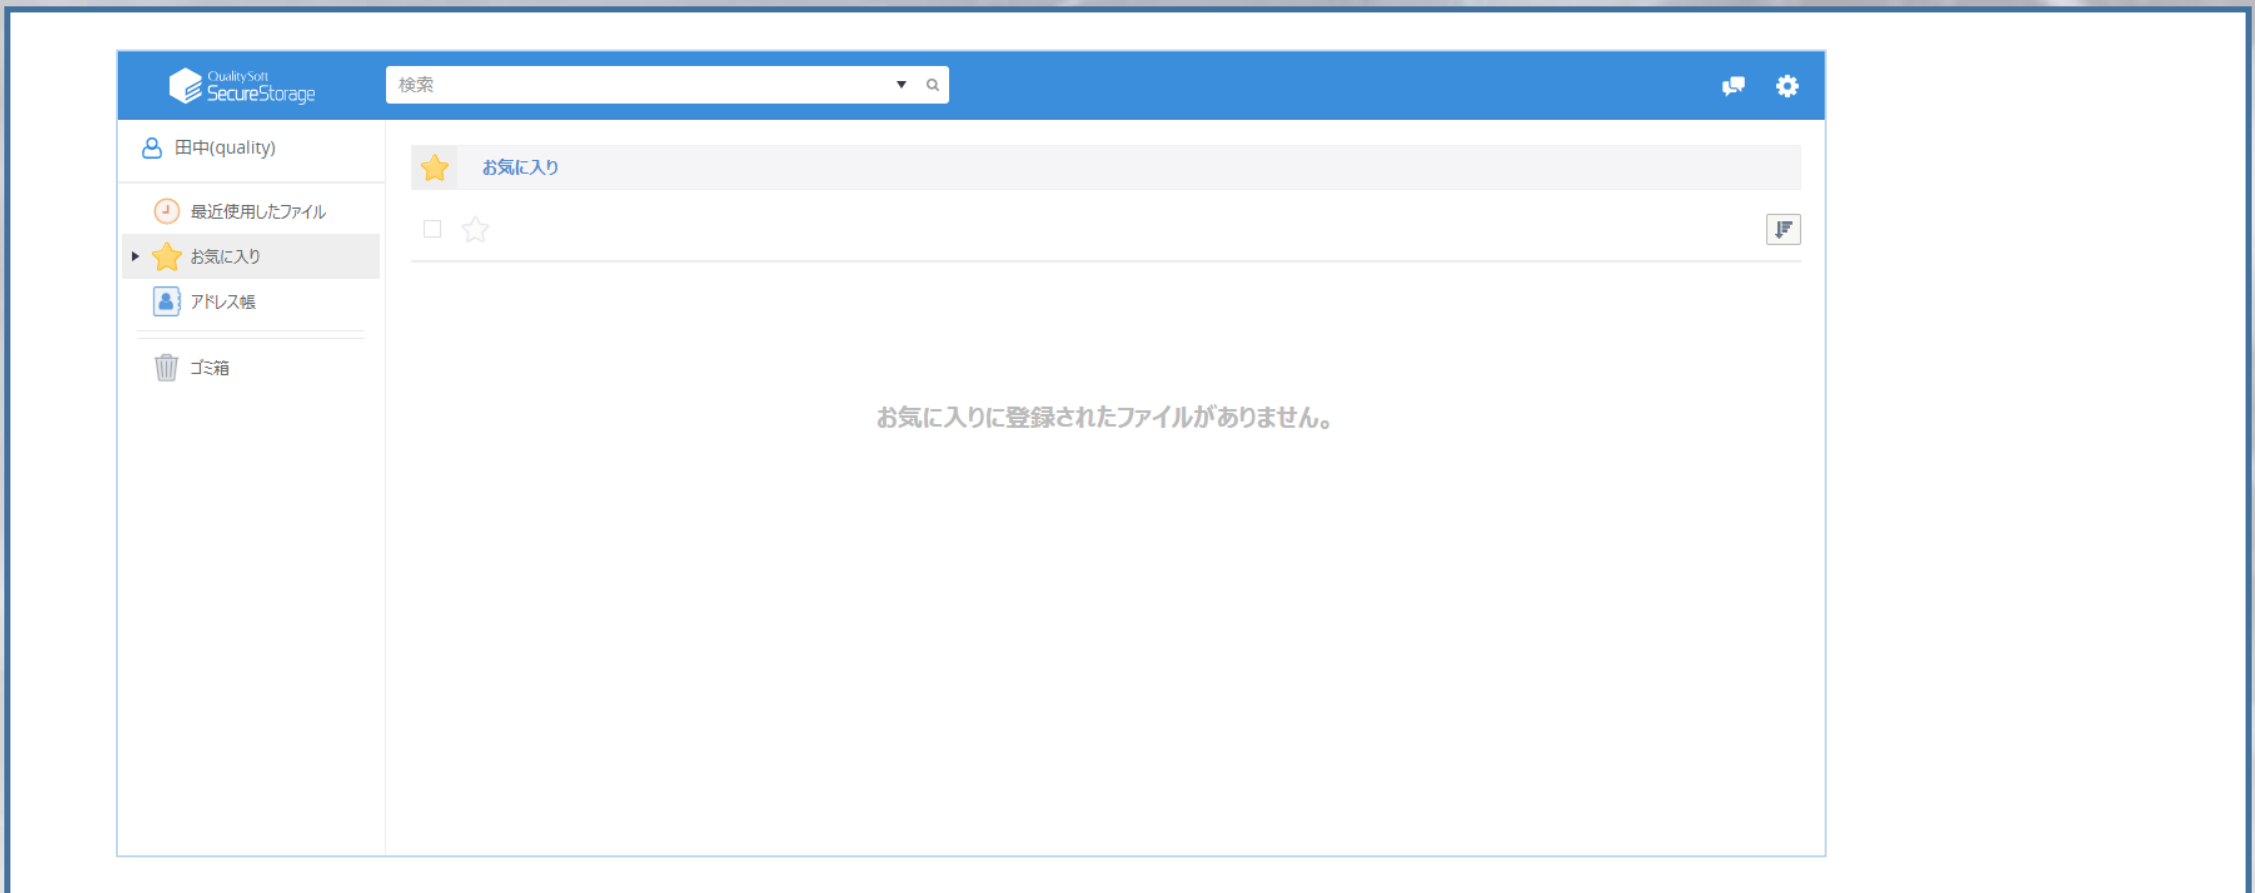 QualitySoft
SecureStorage
検索
田中(quality)
最近使用したファイル
お気に入り
アドレス帳
ゴミ箱
お気に入り
お気に入りに登録されたファイルがありません。